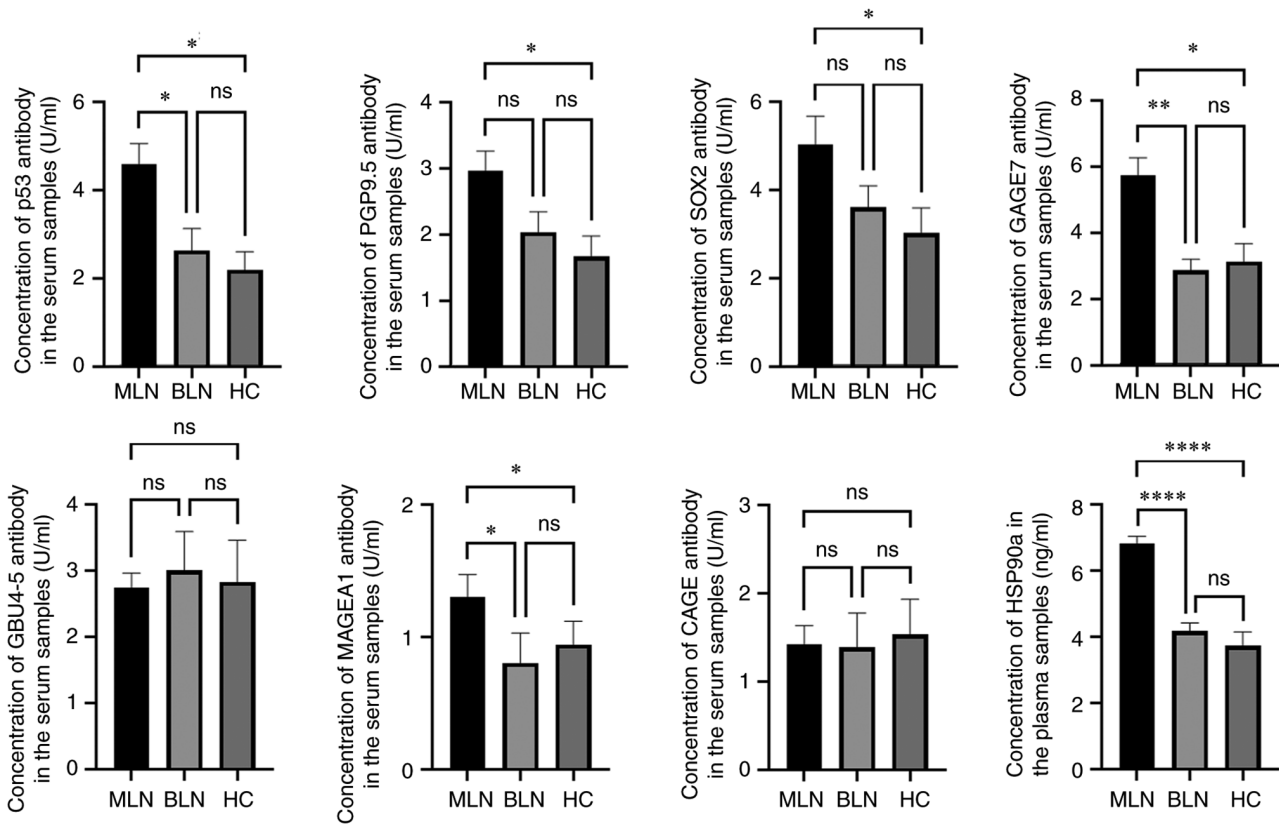 Concentration of p53 antibody
in the serum samples (U/ml)
*
*
ns
6
4
2
0
MLN BLN HC
Concentration of PGP9.5 antibody
in the serum samples (U/ml)
*
ns
ns
4
3
2
1
0
MLN BLN HC
Concentration of SOX2 antibody
in the serum samples (U/ml)
*
ns
ns
6
4
2
0
MLN BLN HC
Concentration of GAGE7 antibody
in the serum samples (U/ml)
*
**
ns
8
6
4
2
0
MLN BLN HC
Concentration of GBU4-5 antibody
in the serum samples (U/ml)
ns
ns
ns
4
3
2
1
0
MLN BLN HC
Concentration of MAGEA1 antibody
in the serum samples (U/ml)
*
*
ns
2
1
0
MLN BLN HC
Concentration of CAGE antibody
in the serum samples (U/ml)
ns
ns
ns
3
2
1
0
MLN BLN HC
Concentration of HSP90a in
the plasma samples (ng/ml)
****
****
ns
8
6
4
2
0
MLN BLN HC